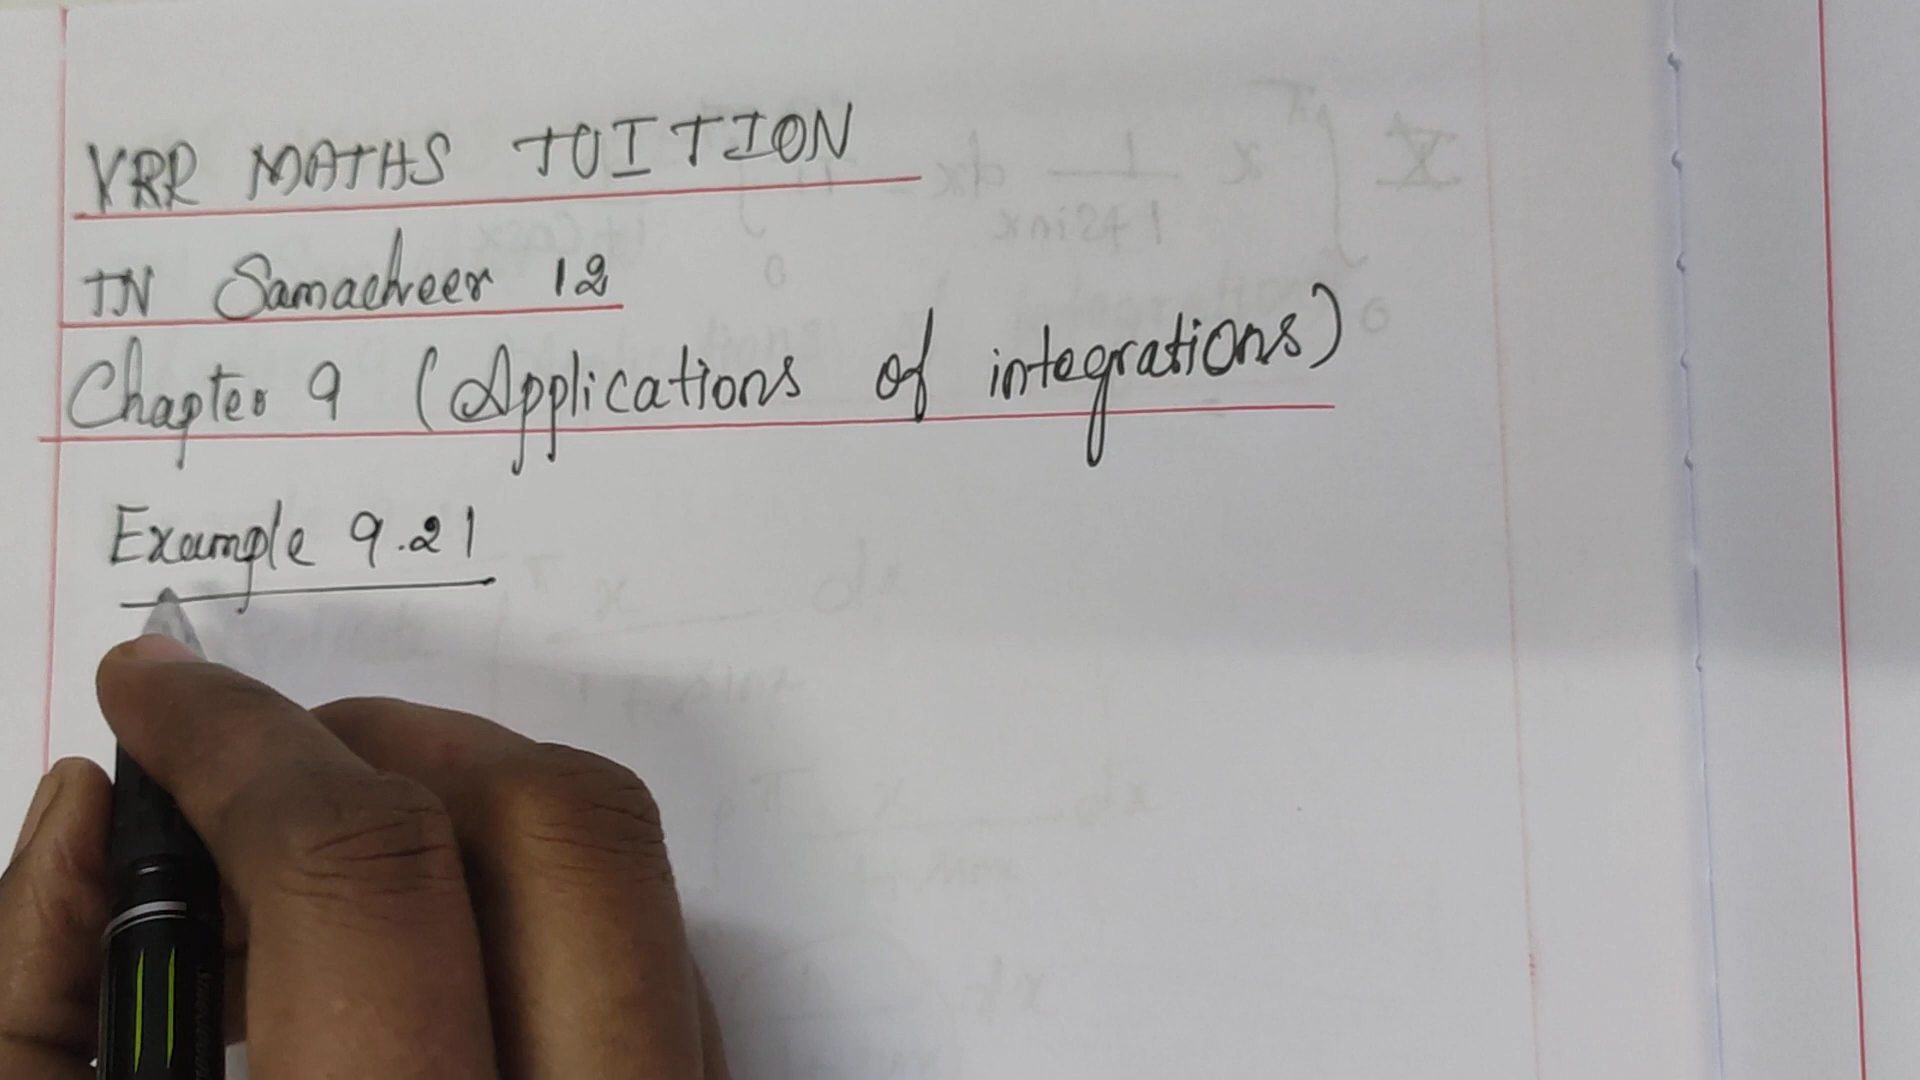 VRR MATHS TUITION
TN Samacheer 12
Chapter 9 (Applications of integrations)
Example 9.21